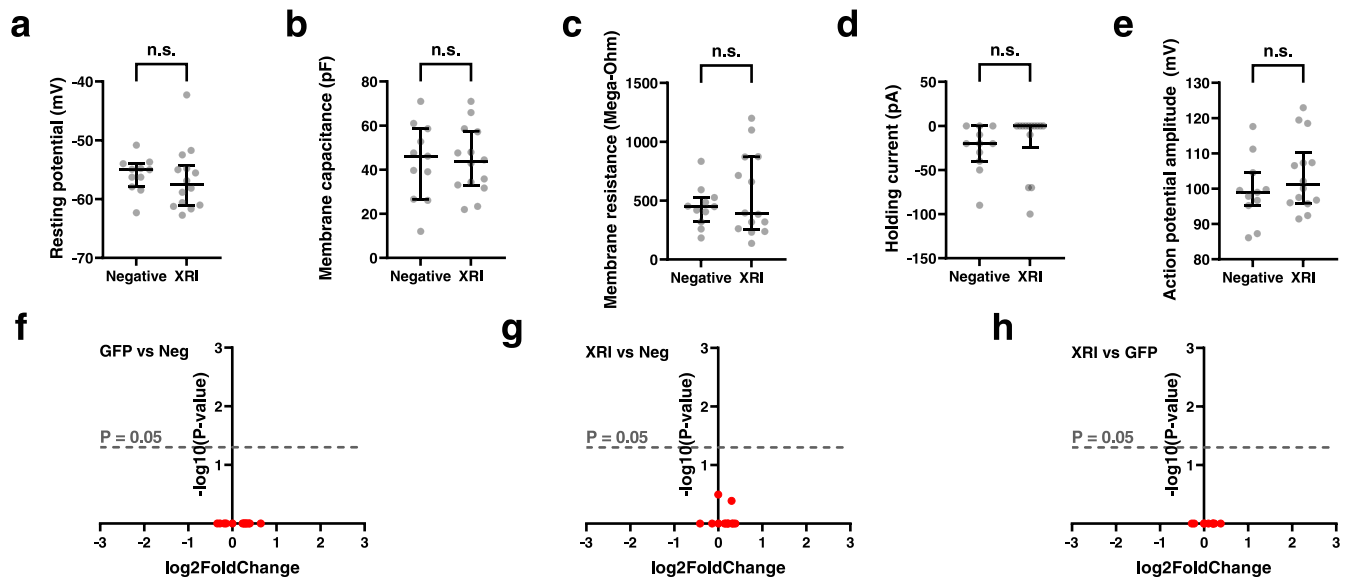 a
n.s.
Resting potential (mV)
-40
-50
-60
-70
Negative XRI
b
n.s.
Membrane capacitance (pF)
80
60
40
20
0
Negative XRI
c
n.s.
Membrane resistance (Mega-Ohm)
1500
1000
500
0
Negative XRI
d
n.s.
Holding current (pA)
50
0
-50
-100
-150
Negative XRI
e
n.s.
Action potential amplitude (mV)
130
120
110
100
90
80
Negative XRI
f
GFP vs Neg
-log10(P-value)
3
2
1
P = 0.05
-3 -2 -1 0 1 2 3
log2FoldChange
g
XRI vs Neg
-log10(P-value)
3
2
1
P = 0.05
-3 -2 -1 0 1 2 3
log2FoldChange
h
XRI vs GFP
-log10(P-value)
3
2
1
P = 0.05
-3 -2 -1 0 1 2 3
log2FoldChange